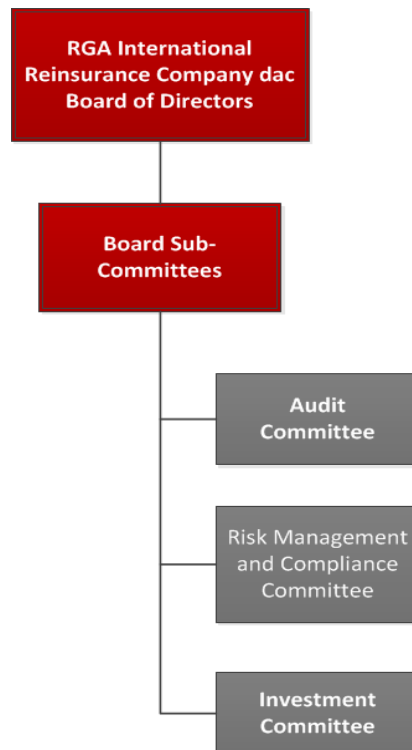 RGA International
Reinsurance Company dac
Board of Directors
Board Sub-
Committees
Audit
Committee
Risk Management
and Compliance
Committee
Investment
Committee